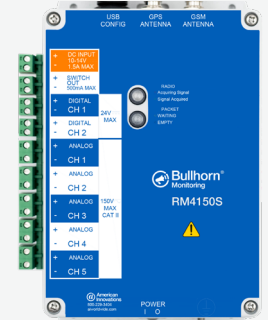 USB CONFIG
GPS ANTENNA
GSM ANTENNA
+ DC INPUT
10-14V
- 1.5A MAX
+ SWITCH
OUT
- 500mA MAX
+ DIGITAL
- CH 1
+ DIGITAL
- CH 2
24V
MAX
+ ANALOG
- CH 1
+ ANALOG
- CH 2
+ ANALOG
- CH 3
+ ANALOG
- CH 4
+ ANALOG
- CH 5
150V
MAX
CAT II
RADIO
Acquiring Signal
Signal Acquired
PACKET
WAITING
EMPTY
Bullhorn®
Monitoring
RM4150S
American
Innovations
POWER
I O